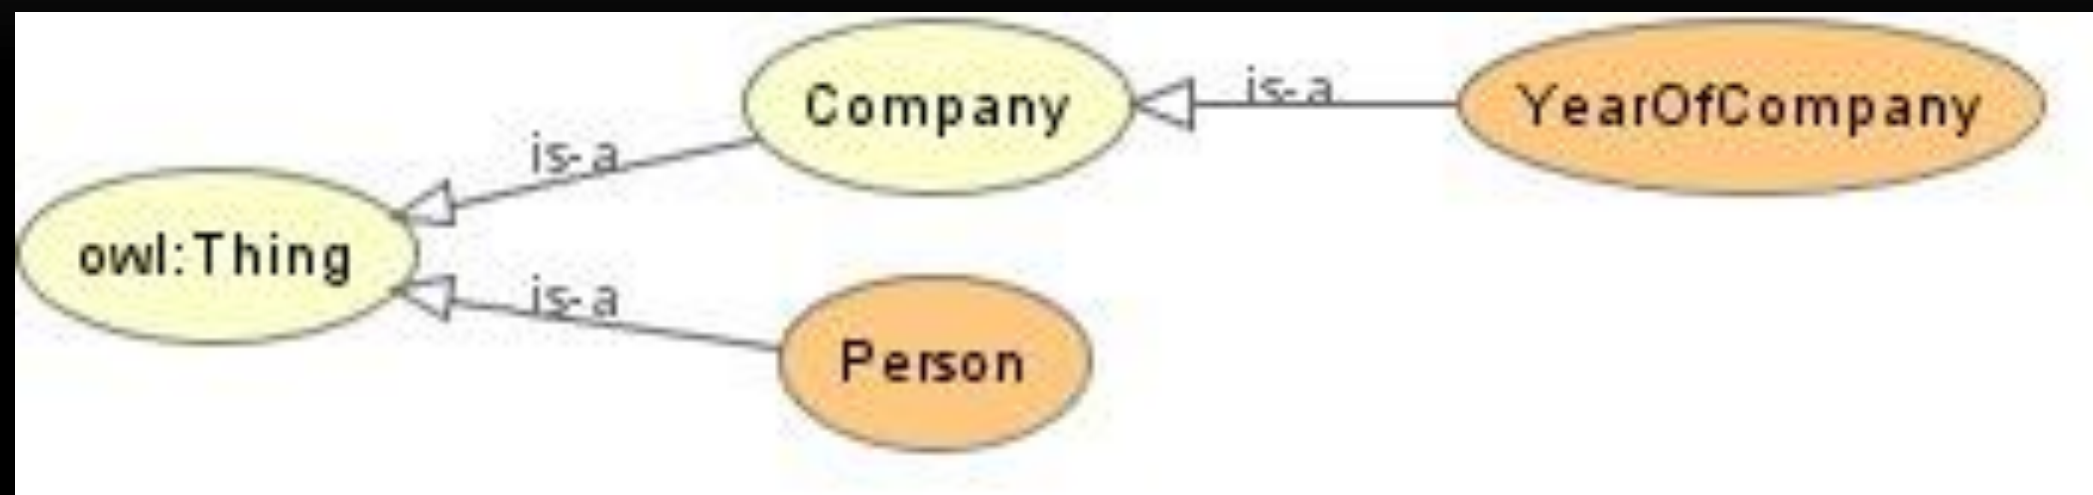 Company
is-a
YearOfCompany
is-a
owl:Thing
is-a
Person